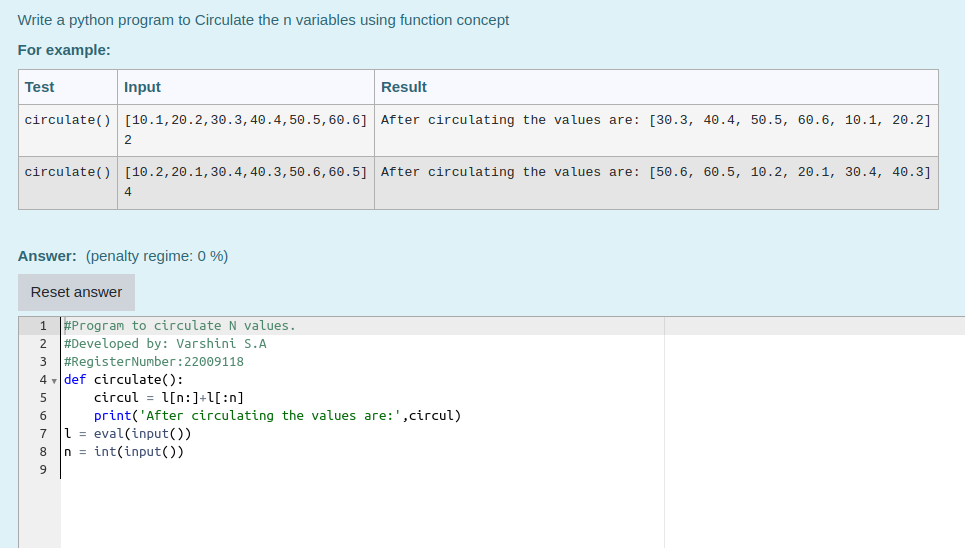 Write a python program to Circulate the n variables using function concept
For example:
Test Input Result
circulate() [10.1,20.2,30.3,40.4,50.5,60.6] After circulating the values are: [30.3, 40.4, 50.5, 60.6, 10.1, 20.2]
2
circulate() [10.2,20.1,30.4,40.3,50.6,60.5] After circulating the values are: [50.6, 60.5, 10.2, 20.1, 30.4, 40.3]
4
Answer: (penalty regime: 0 %)
Reset answer
1 #Program to circulate N values.
2 #Developed by: Varshini S.A
3 #RegisterNumber:22009118
4 def circulate():
5     circul = l[n:]+l[:n]
6     print('After circulating the values are:',circul)
7 l = eval(input())
8 n = int(input())
9